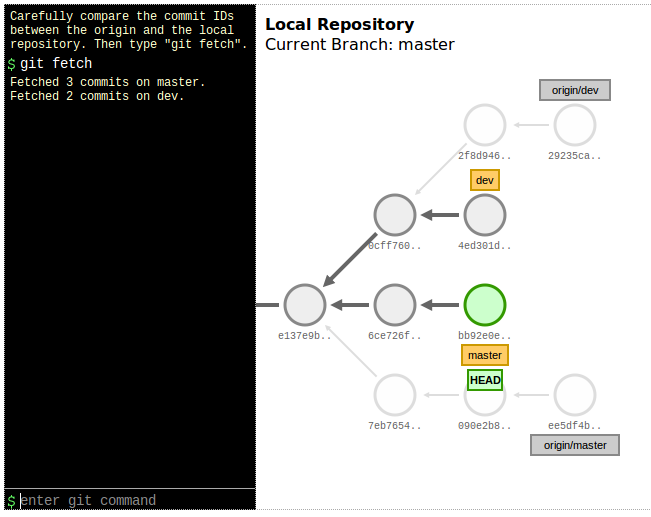 Carefully compare the commit IDs
between the origin and the local
repository. Then type "git fetch".
$ git fetch
Fetched 3 commits on master.
Fetched 2 commits on dev.
$ enter git command
Local Repository
Current Branch: master
origin/dev
2f8d946..
29235ca..
dev
0cff760..
4ed301d..
e137e9b..
6ce726f..
bb92e0e..
master
HEAD
7eb7654..
090e2b8..
ee5df4b..
origin/master